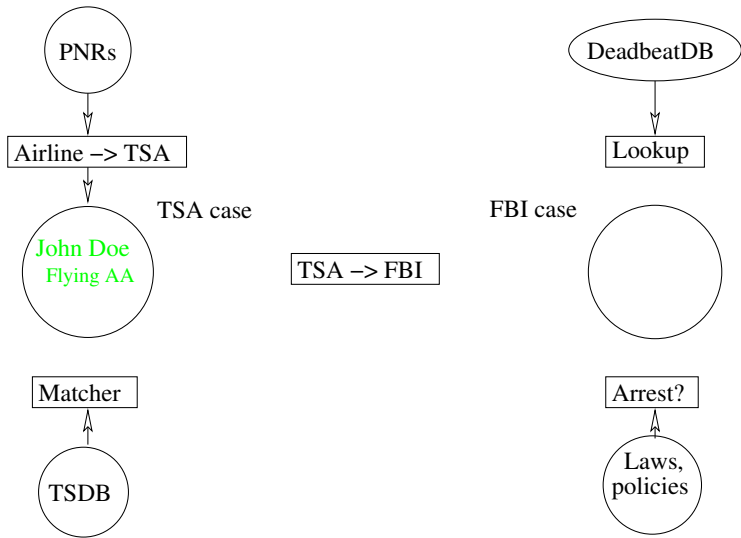 PNRs
DeadbeatDB
Airline −> TSA
Lookup
TSA case
FBI case
John Doe
Flying AA
TSA −> FBI
Matcher
Arrest?
TSDB
Laws,
policies